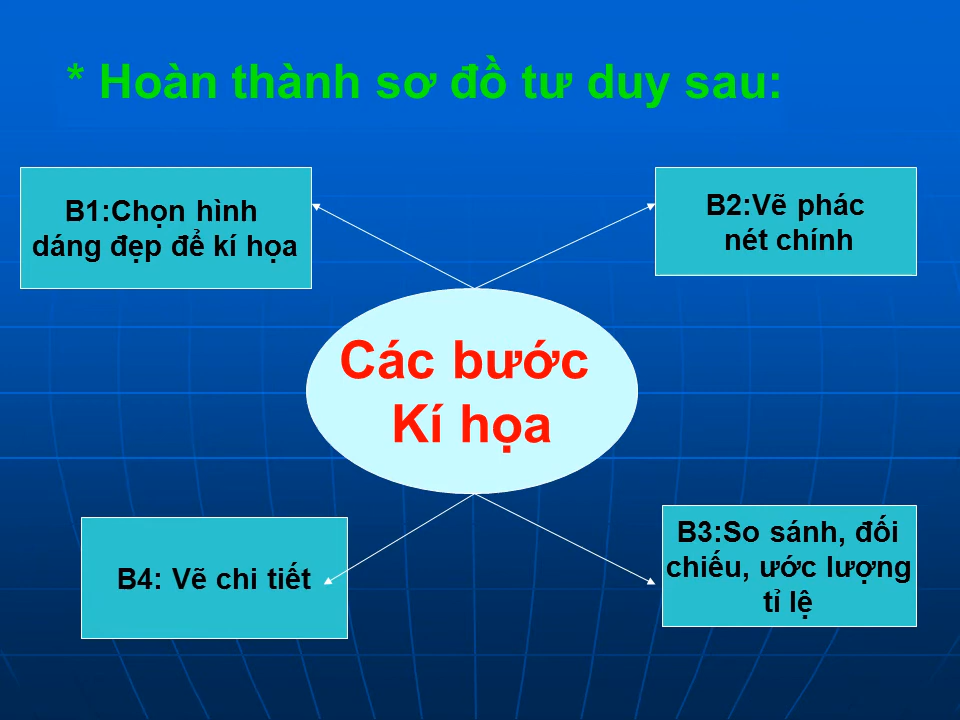 * Hoàn thành sơ đồ tư duy sau:
B1:Chọn hình
dáng đẹp để kí họa
B2:Vẽ phác
nét chính
Các bước
Kí họa
B4: Vẽ chi tiết
B3:So sánh, đối
chiếu, ước lượng
tỉ lệ